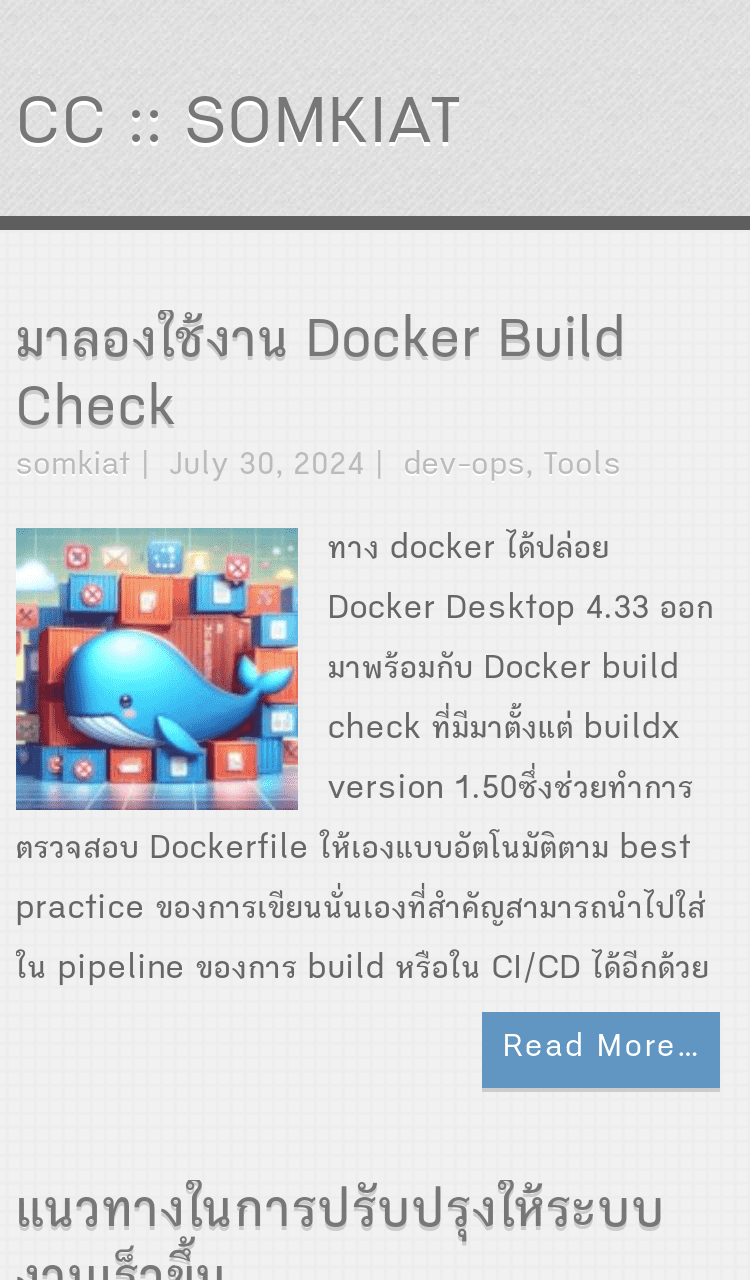 CC :: SOMKIAT
มาลองใช้งาน Docker Build
Check
somkiat | July 30, 2024 | dev-ops, Tools
ทาง docker ได้ปล่อย
Docker Desktop 4.33 ออก
มาพร้อมกับ Docker build
check ที่มีมาตั้งแต่ buildx
version 1.50ซึ่งช่วยทำการ
ตรวจสอบ Dockerfile ให้เองแบบอัตโนมัติตาม best
practice ของการเขียนนั่นเองที่สำคัญสามารถนำไปใส่
ใน pipeline ของการ build หรือใน CI/CD ได้อีกด้วย
Read More…
แนวทางในการปรับปรุงให้ระบบ
งานเร็วขึ้น